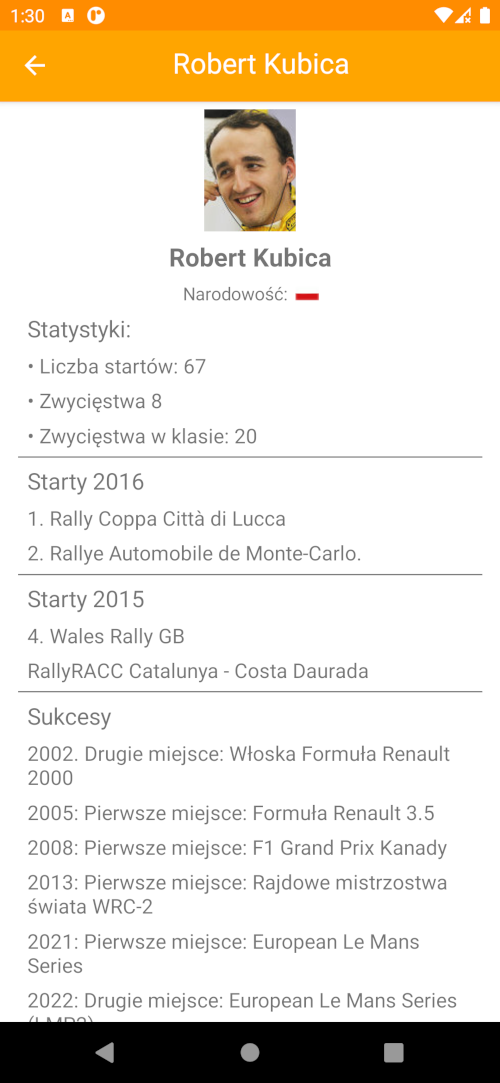 1:30
Robert Kubica
Robert Kubica
Narodowość:
Statystyki:
• Liczba startów: 67
• Zwycięstwa 8
• Zwycięstwa w klasie: 20
Starty 2016
1. Rally Coppa Città di Lucca
2. Rallye Automobile de Monte-Carlo.
Starty 2015
4. Wales Rally GB
RallyRACC Catalunya - Costa Daurada
Sukcesy
2002. Drugie miejsce: Włoska Formuła Renault
2000
2005: Pierwsze miejsce: Formuła Renault 3.5
2008: Pierwsze miejsce: F1 Grand Prix Kanady
2013: Pierwsze miejsce: Rajdowe mistrzostwa
świata WRC-2
2021: Pierwsze miejsce: European Le Mans
Series
2022: Drugie miejsce: European Le Mans Series
(LMP2)